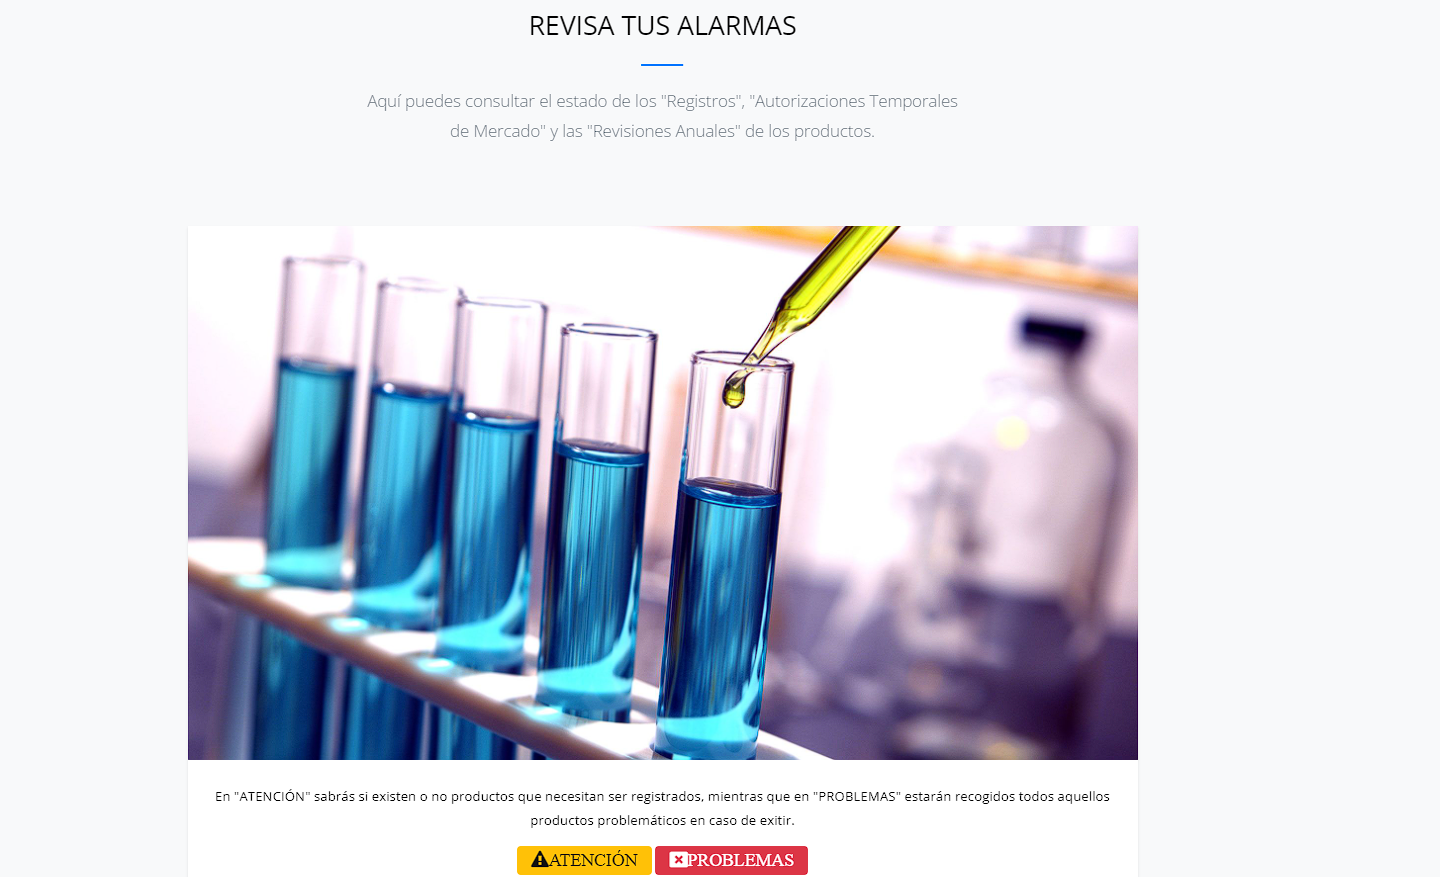 REVISA TUS ALARMAS
Aquí puedes consultar el estado de los "Registros", "Autorizaciones Temporales
de Mercado" y las "Revisiones Anuales" de los productos.
En "ATENCIÓN" sabrás si existen o no productos que necesitan ser registrados, mientras que en "PROBLEMAS" estarán recogidos todos aquellos
productos problemáticos en caso de exitir.
ATENCIÓN PROBLEMAS